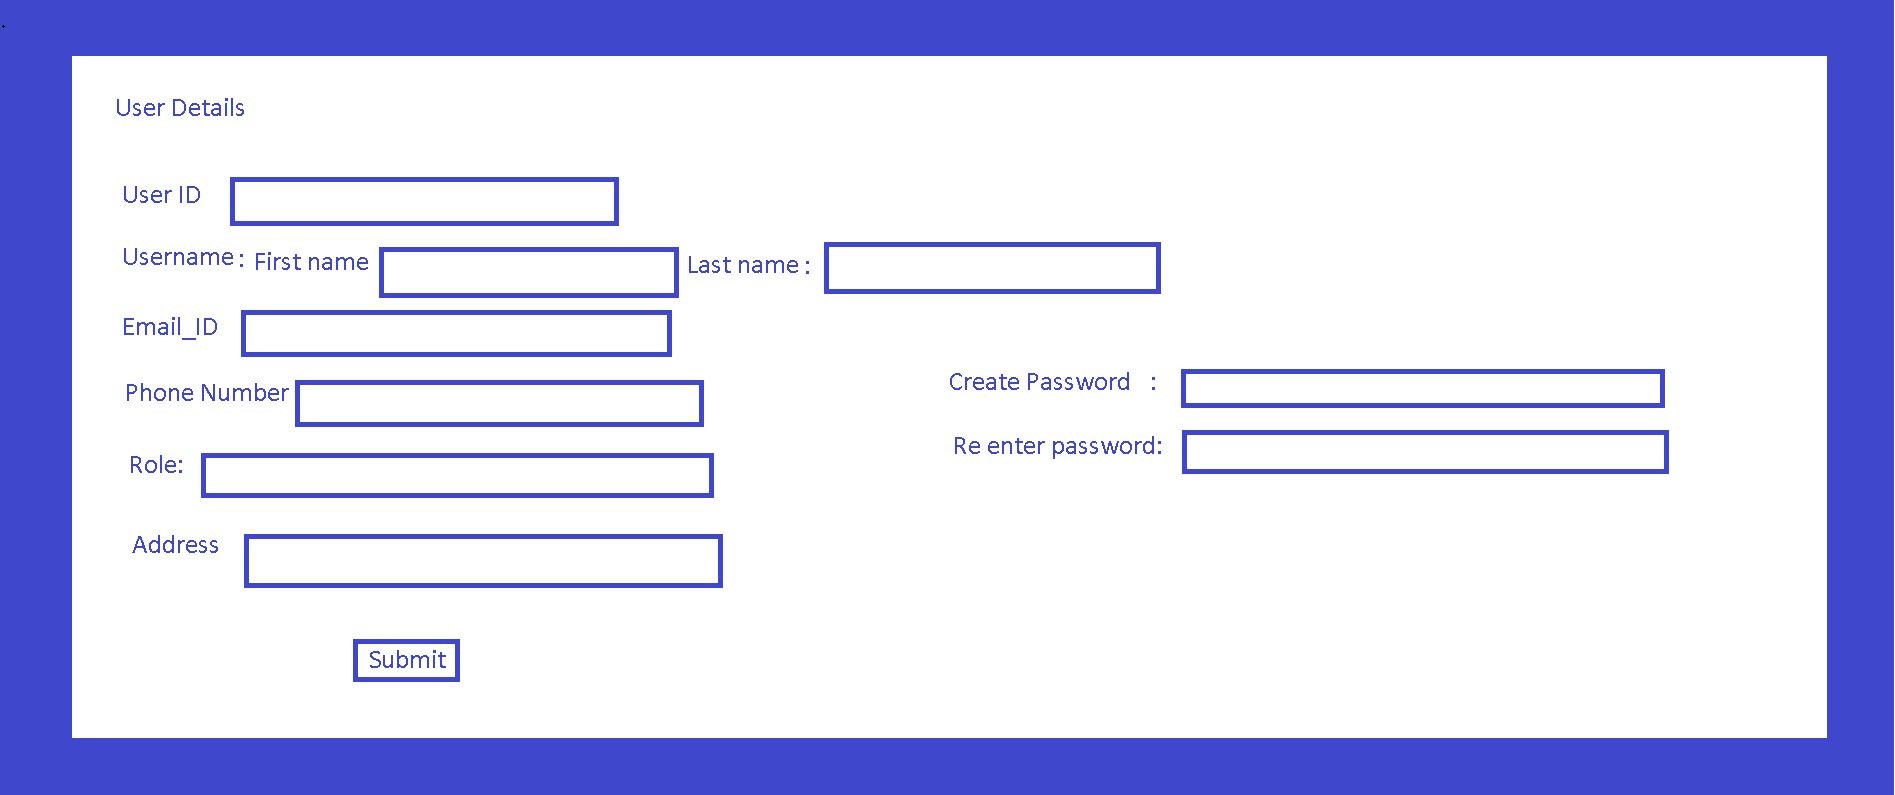 User Details
User ID
Username : First name
Last name :
Email_ID
Phone Number
Create Password :
Role:
Re enter password:
Address
Submit